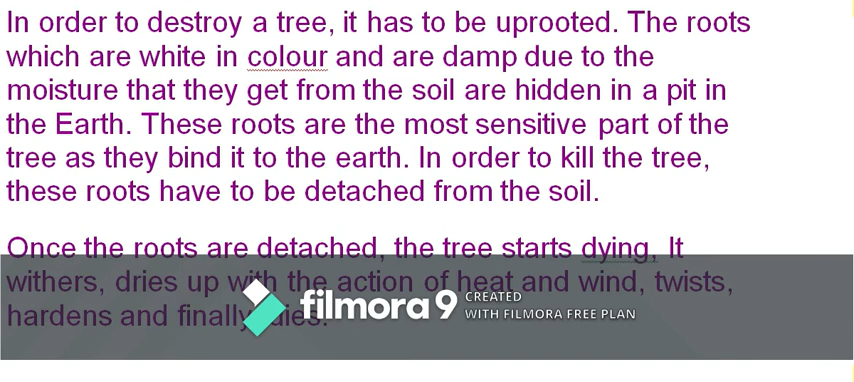 In order to destroy a tree, it has to be uprooted. The roots
which are white in colour and are damp due to the
moisture that they get from the soil are hidden in a pit in
the Earth. These roots are the most sensitive part of the
tree as they bind it to the earth. In order to kill the tree,
these roots have to be detached from the soil.
Once the roots are detached, the tree starts dying, It
withers, dries up with the action of heat and wind, twists,
hardens and finally dies.
filmora9 CREATED
WITH FILMORA FREE PLAN